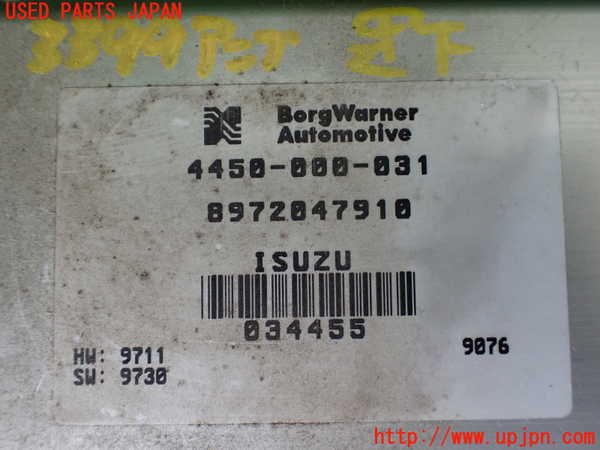 USED PARTS JAPAN
BorgWarner
Automotive
4450-000-031
8972047910
ISUZU
034455
HW: 9711
SW: 9730
9076
http://www.upjpn.com/